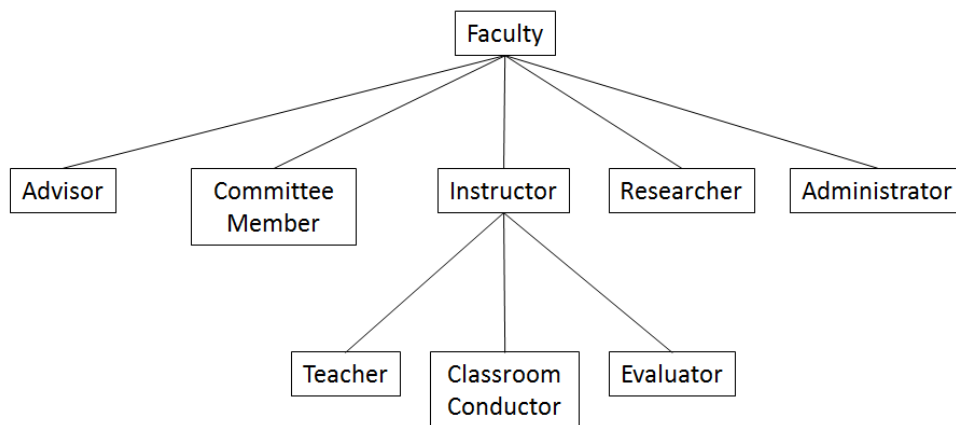 Faculty
Advisor
Committee
Member
Instructor
Researcher
Administrator
Teacher
Classroom
Conductor
Evaluator